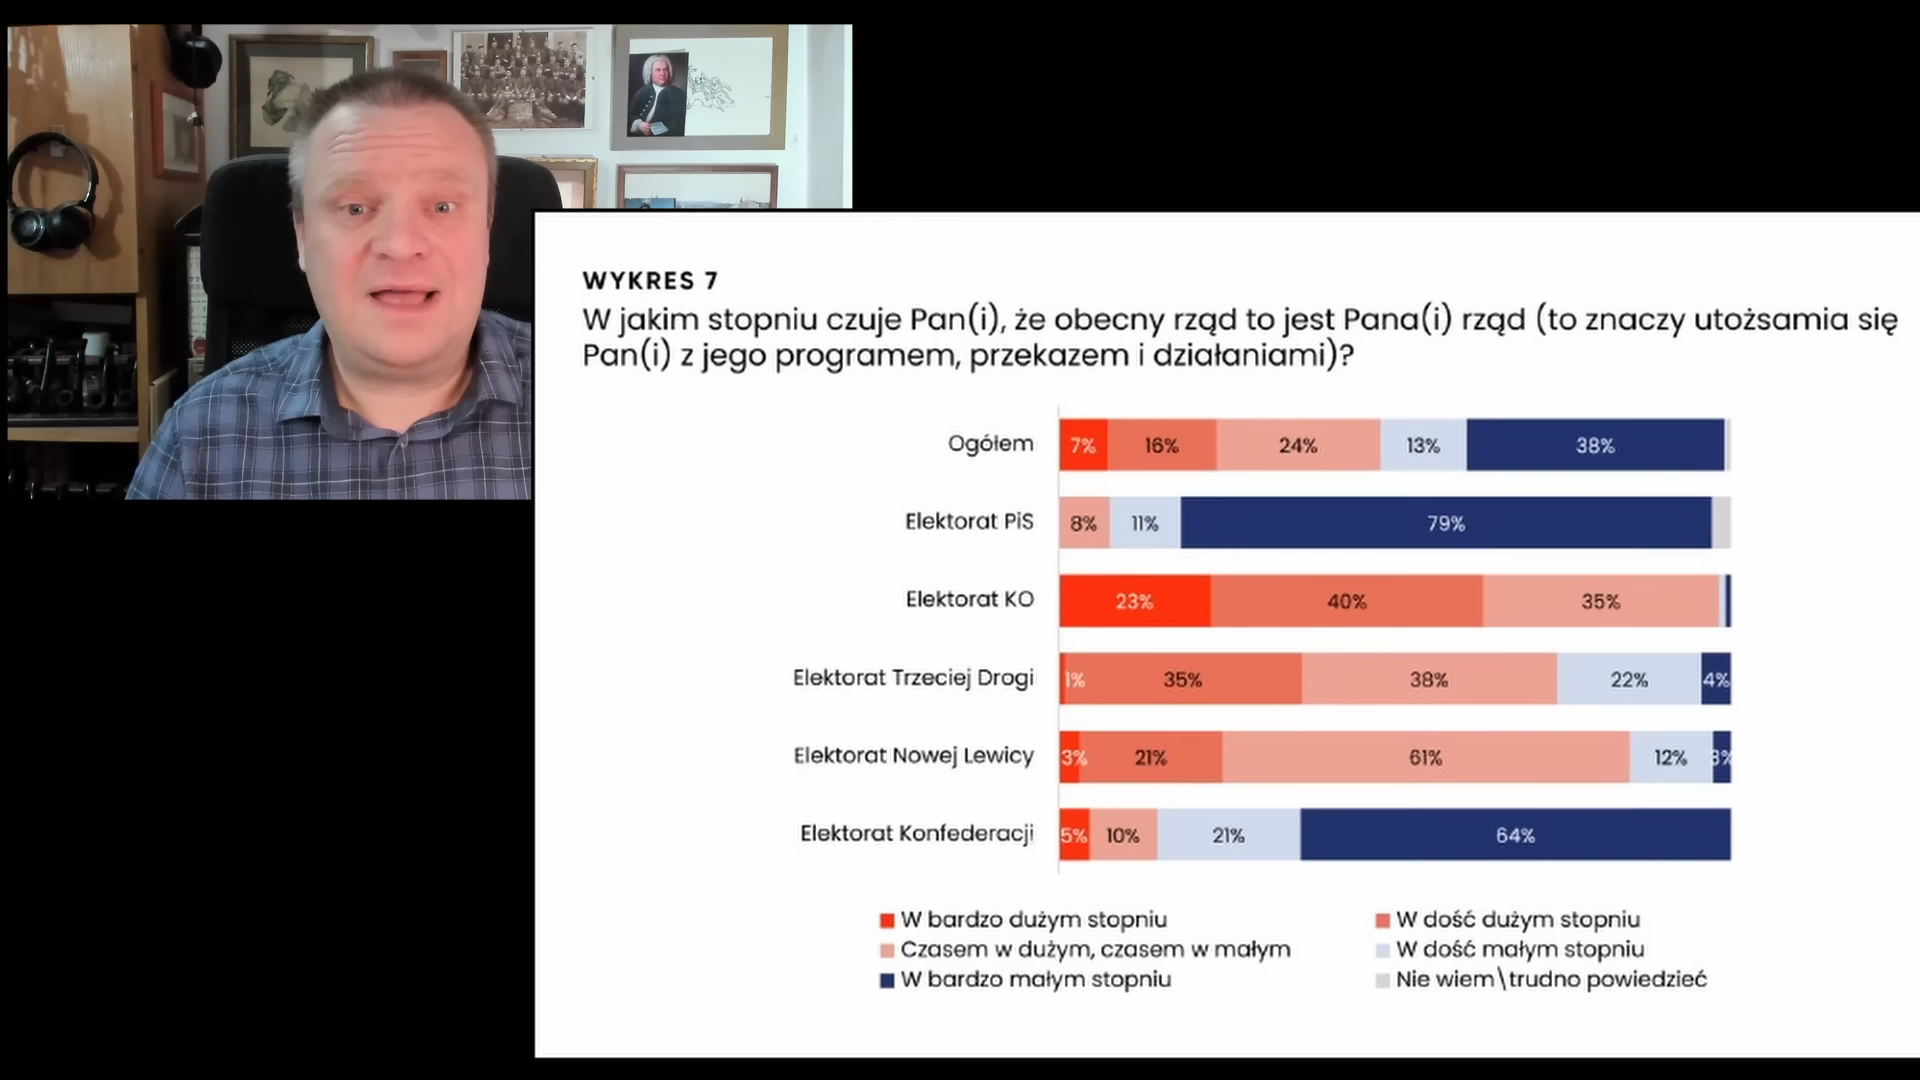 WYKRES 7
W jakim stopniu czuje Pan(i), że obecny rząd to jest Pana(i) rząd (to znaczy utożsamia się
Pan(i) z jego programem, przekazem i działaniami)?
Ogółem 7% 16% 24% 13% 38%
Elektorat PiS 8% 11% 79%
Elektorat KO 23% 40% 35%
Elektorat Trzeciej Drogi 1% 35% 38% 22% 4%
Elektorat Nowej Lewicy 3% 21% 61% 12% 3%
Elektorat Konfederacji 5% 10% 21% 64%
W bardzo dużym stopniu W dość dużym stopniu
Czasem w dużym, czasem w małym W dość małym stopniu
W bardzo małym stopniu Nie wiem\trudno powiedzieć